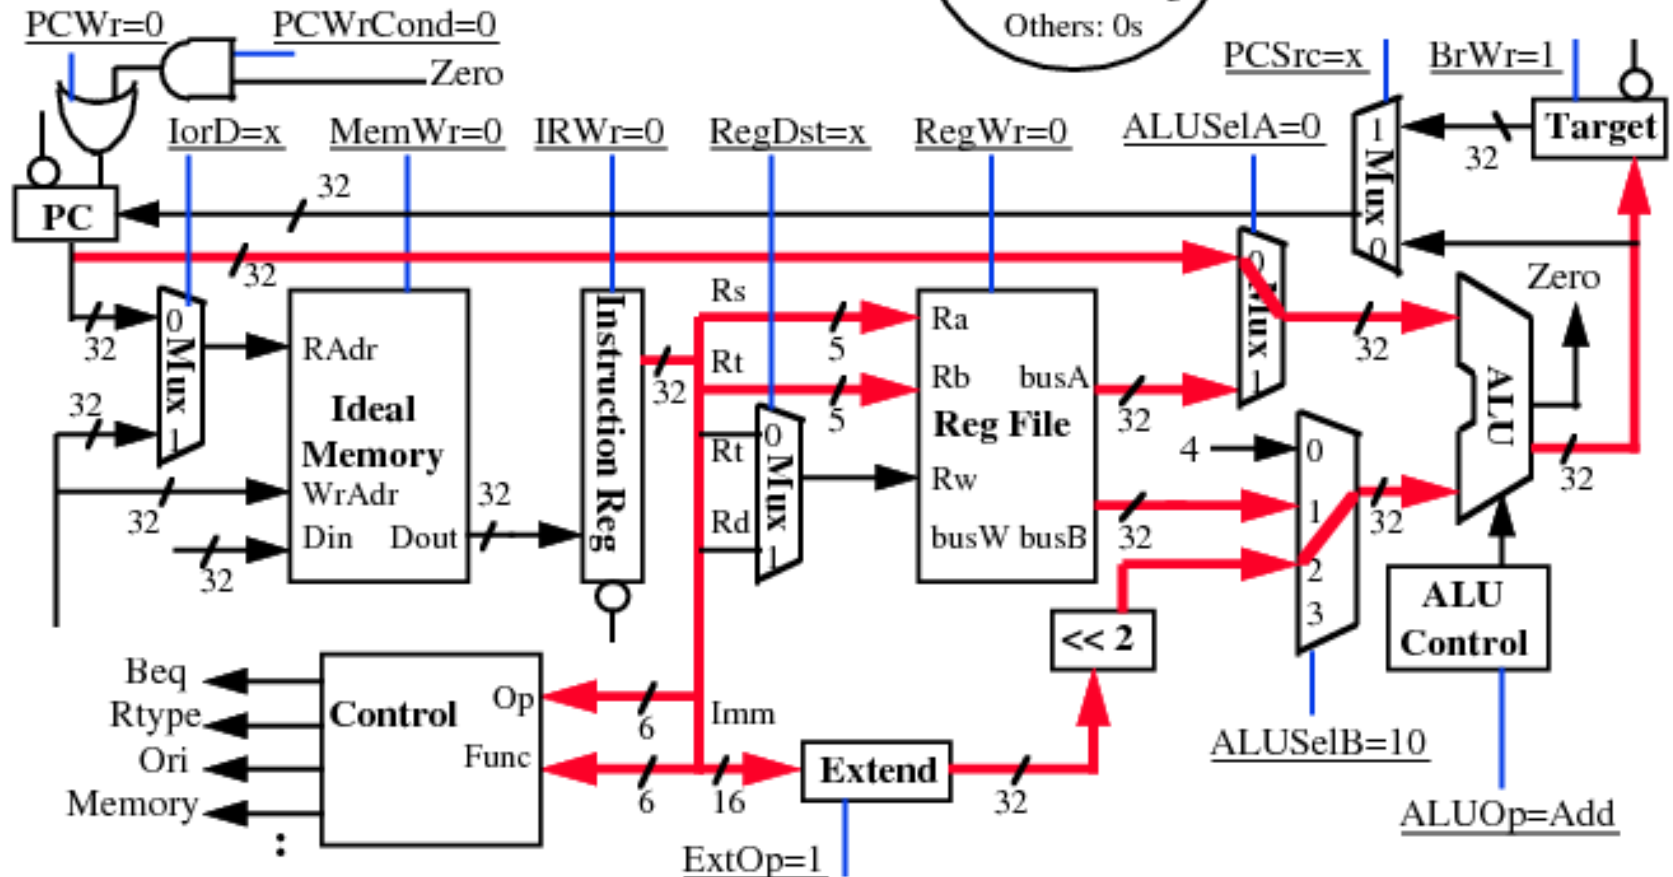 Others: 0s
PCWr=0
PCWrCond=0
Zero
PCSrc=x
BrWr=1
IorD=x
MemWr=0
IRWr=0
RegDst=x
RegWr=0
ALUSelA=0
1
Mux
0
32
Target
PC
32
32
0
Mux
1
32
32
32
32
RAdr
Ideal
Memory
WrAdr
Din
Dout
32
Instruction Reg
32
Rs
5
Rt
5
Rt
Rd
0
Mux
1
Ra
Rb
busA
Reg File
Rw
busW
busB
32
32
0
Mux
1
32
4
0
1
2
3
32
ALU
Zero
32
<< 2
ALU
Control
ALUSelB=10
ALUOp=Add
Beq
Rtype
Ori
Memory
:
Control
Op
Func
6
6
Imm
16
Extend
32
ExtOp=1